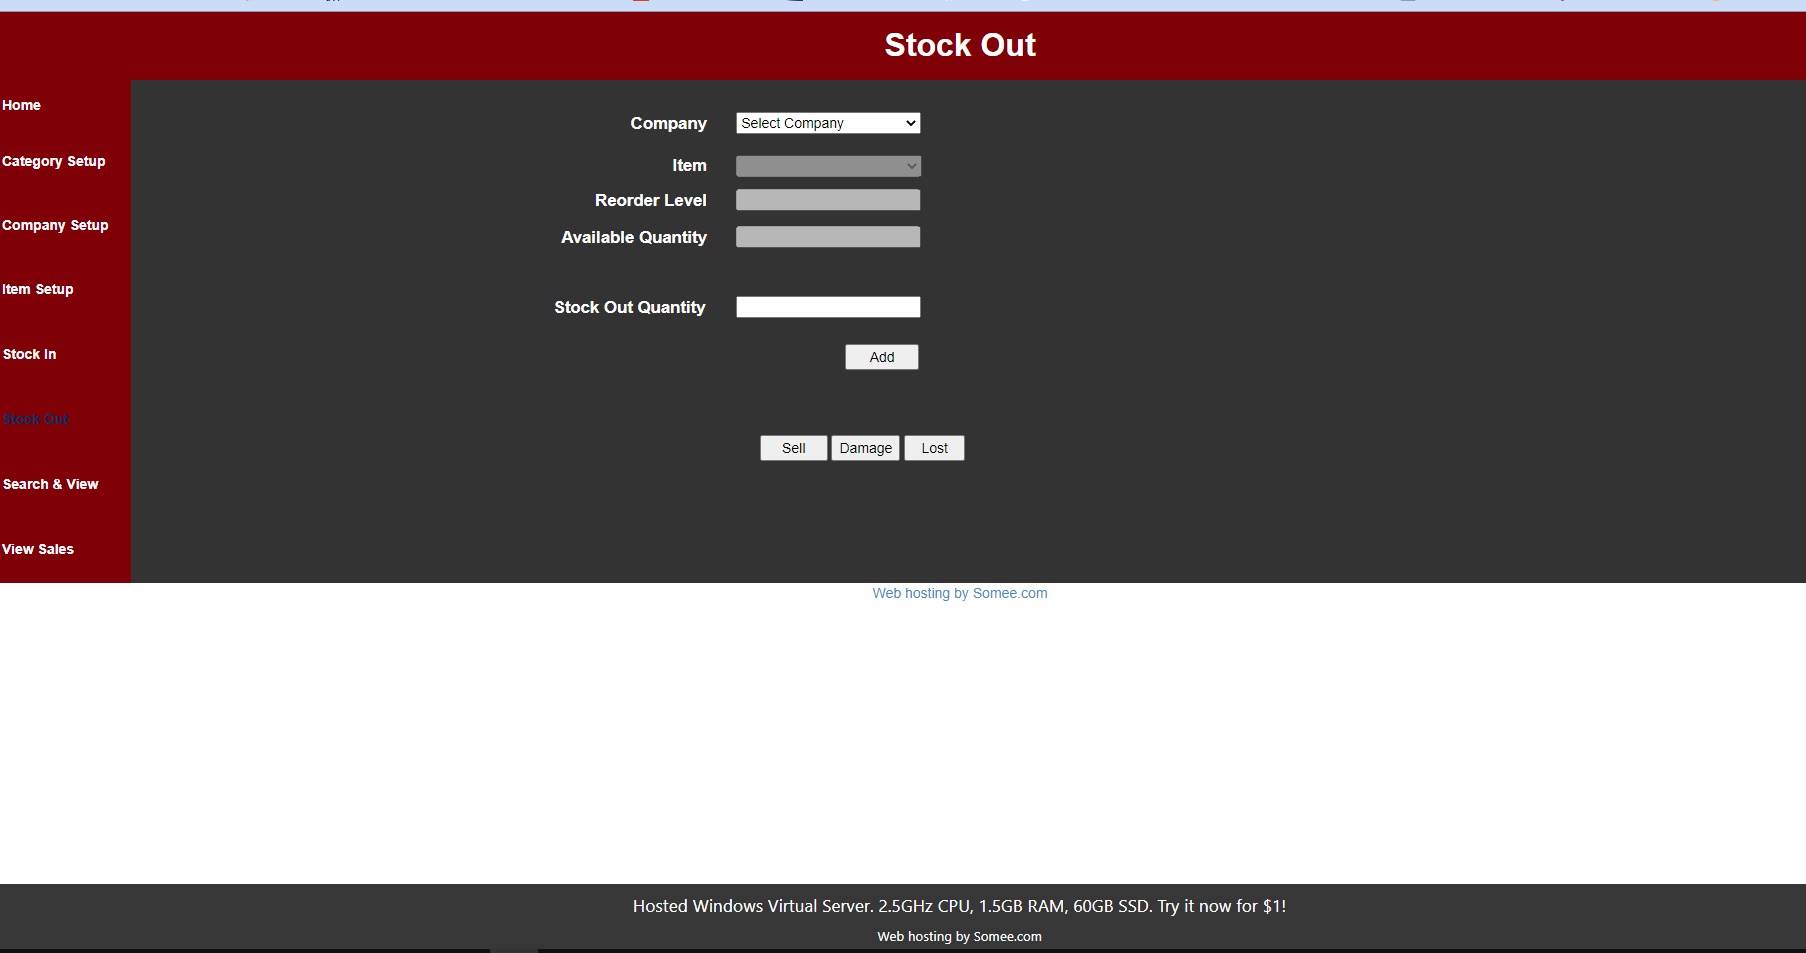 Stock Out
Home
Category Setup
Company Setup
Item Setup
Stock In
Stock Out
Search & View
View Sales
Company
Select Company
Item
Reorder Level
Available Quantity
Stock Out Quantity
Add
Sell
Damage
Lost
Web hosting by Somee.com
Hosted Windows Virtual Server. 2.5GHz CPU, 1.5GB RAM, 60GB SSD. Try it now for $1!
Web hosting by Somee.com